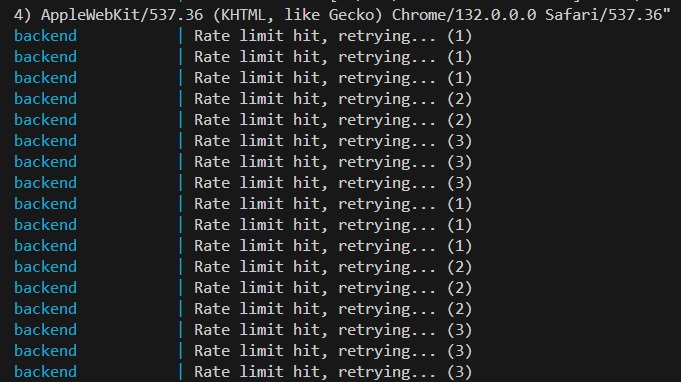 4) AppleWebKit/537.36 (KHTML, like Gecko) Chrome/132.0.0.0 Safari/537.36"
backend | Rate limit hit, retrying... (1)
backend | Rate limit hit, retrying... (1)
backend | Rate limit hit, retrying... (1)
backend | Rate limit hit, retrying... (2)
backend | Rate limit hit, retrying... (2)
backend | Rate limit hit, retrying... (3)
backend | Rate limit hit, retrying... (3)
backend | Rate limit hit, retrying... (3)
backend | Rate limit hit, retrying... (1)
backend | Rate limit hit, retrying... (1)
backend | Rate limit hit, retrying... (1)
backend | Rate limit hit, retrying... (2)
backend | Rate limit hit, retrying... (2)
backend | Rate limit hit, retrying... (2)
backend | Rate limit hit, retrying... (3)
backend | Rate limit hit, retrying... (3)
backend | Rate limit hit, retrying... (3)